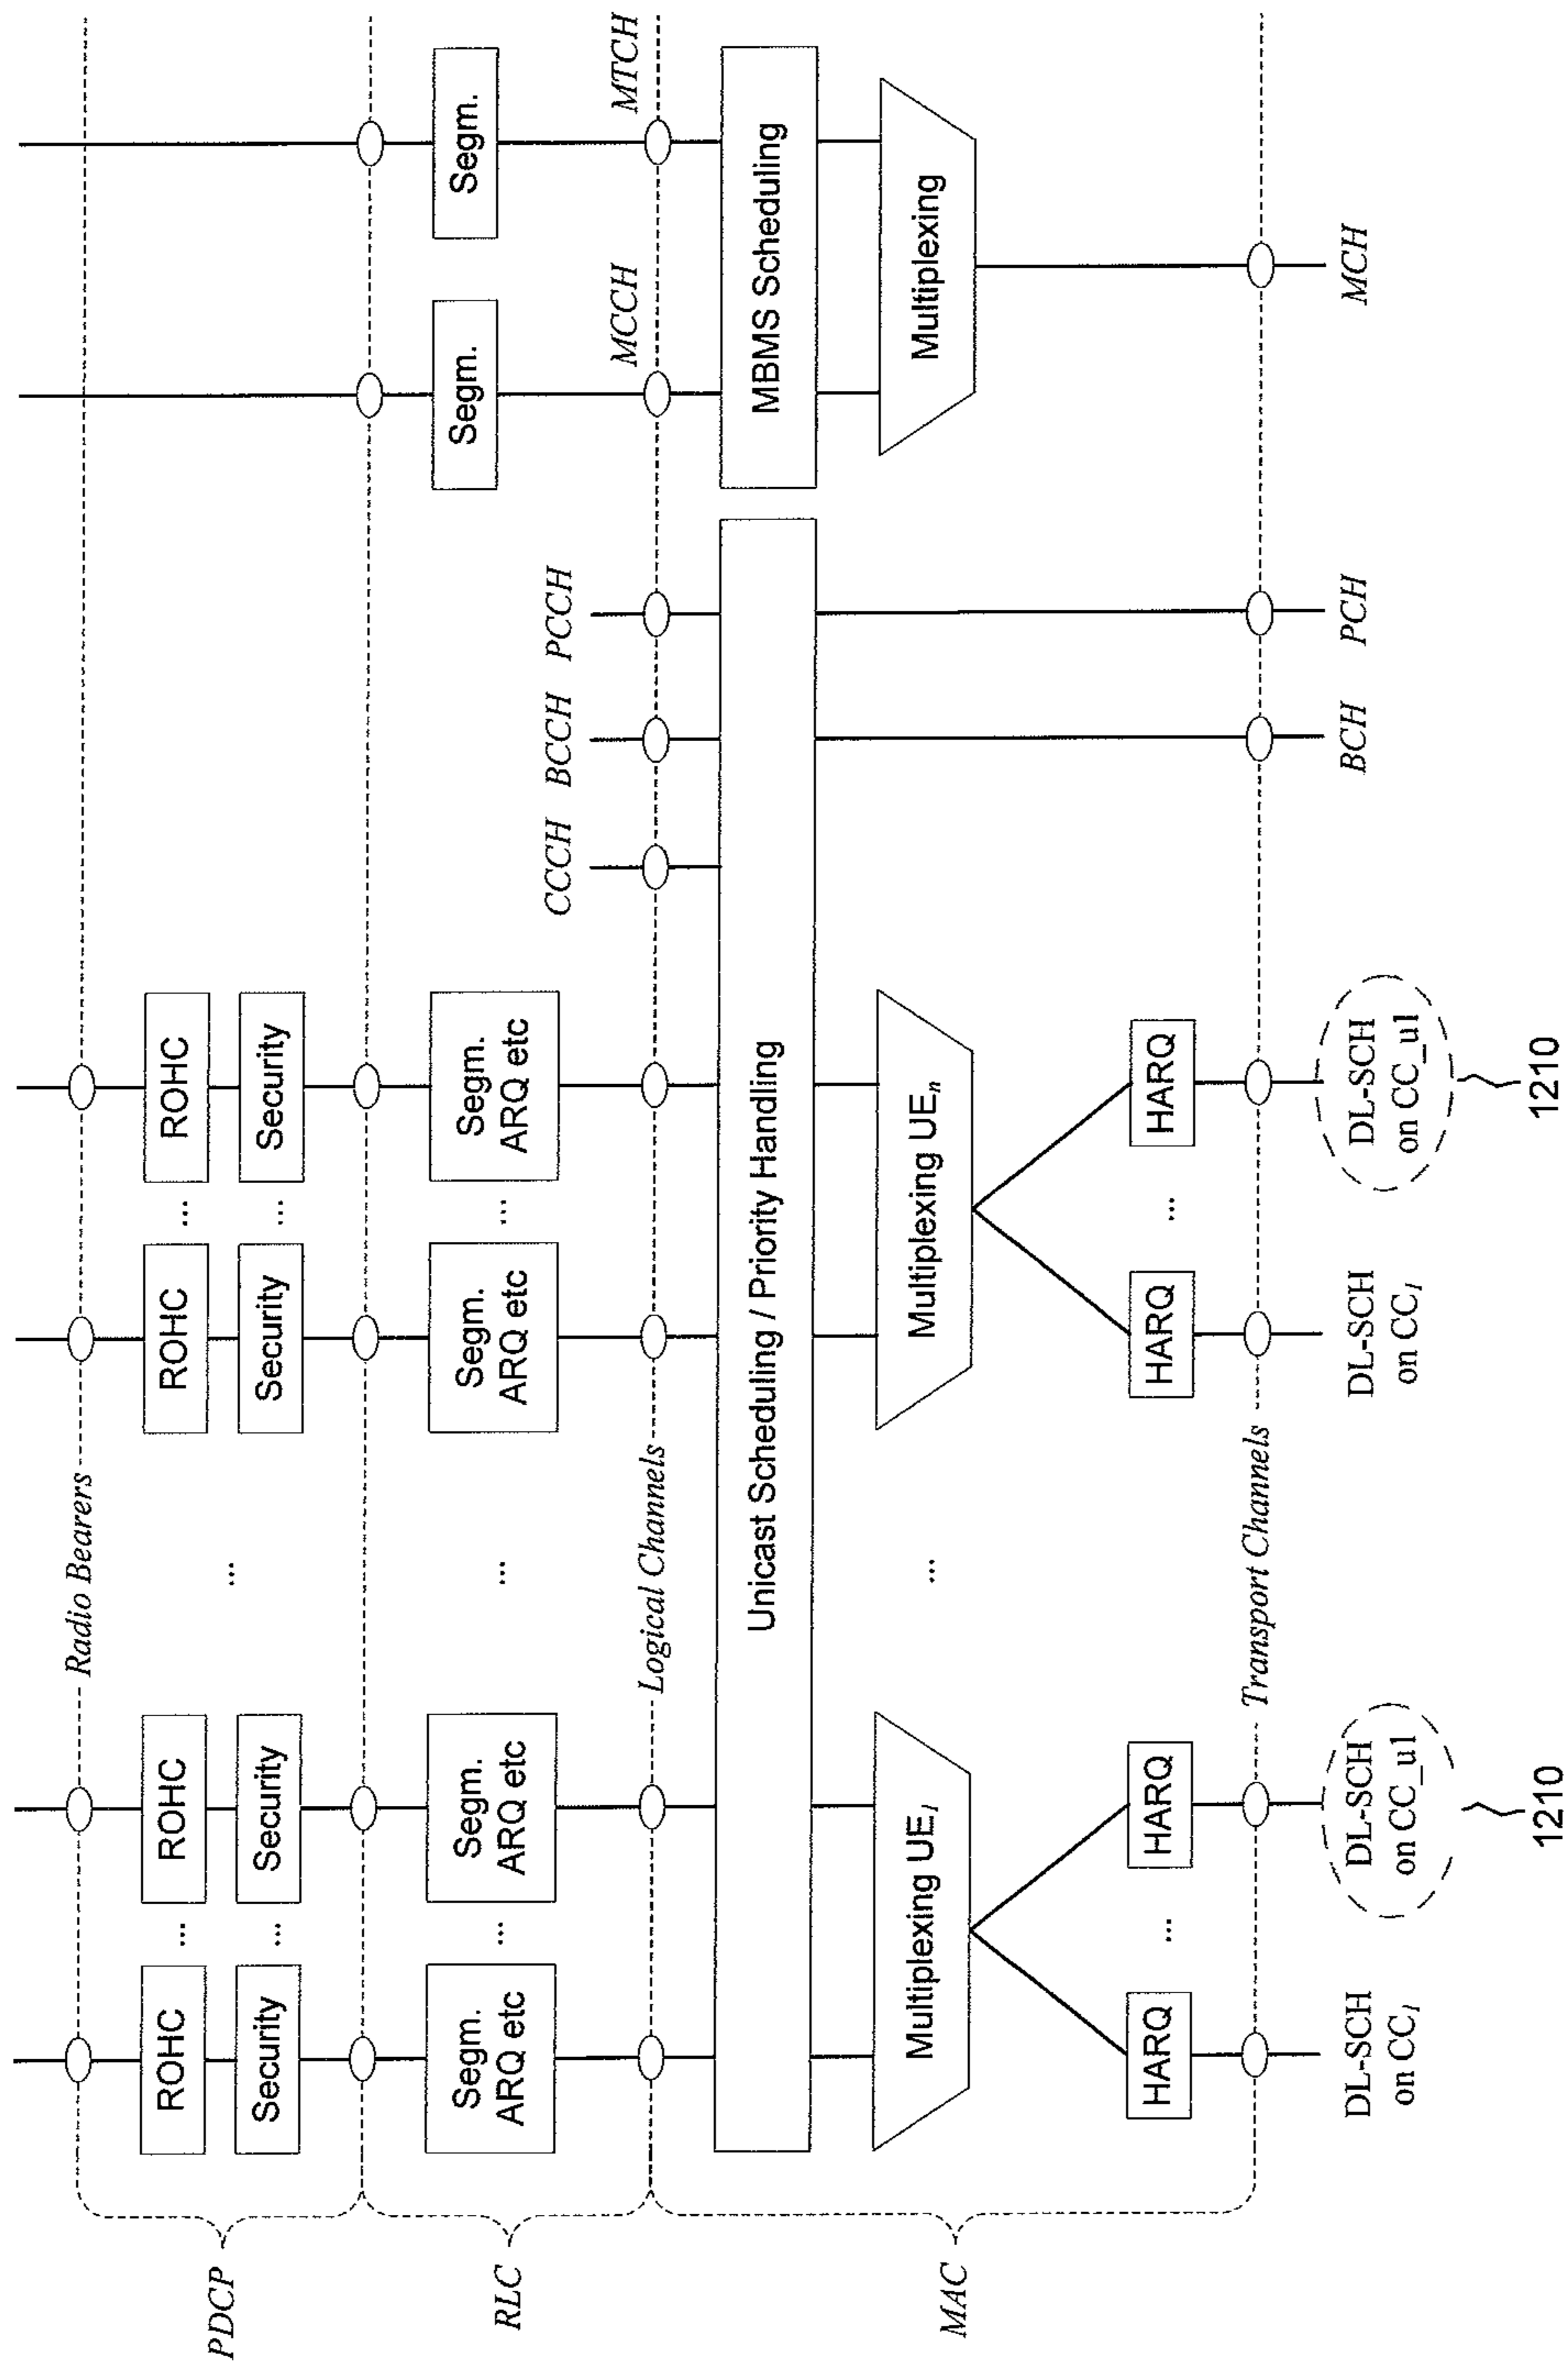 Radio Bearers
PDCP
ROHC
...
ROHC
...
ROHC
...
ROHC
Security
...
Security
Security
...
Security
RLC
Segm.
ARQ etc
...
Segm.
ARQ etc
...
Segm.
ARQ etc
...
Segm.
ARQ etc
Segm.
Segm.
Logical Channels
CCCH
BCCH
PCCH
MCCH
MTCH
MAC
Unicast Scheduling / Priority Handling
MBMS Scheduling
Multiplexing UE1
...
Multiplexing UEn
Multiplexing
HARQ
...
HARQ
HARQ
...
HARQ
Transport Channels
DL-SCH
on CC1
DL-SCH
on CC_u1
DL-SCH
on CC1
DL-SCH
on CC_u1
BCH
PCH
MCH
1210
1210